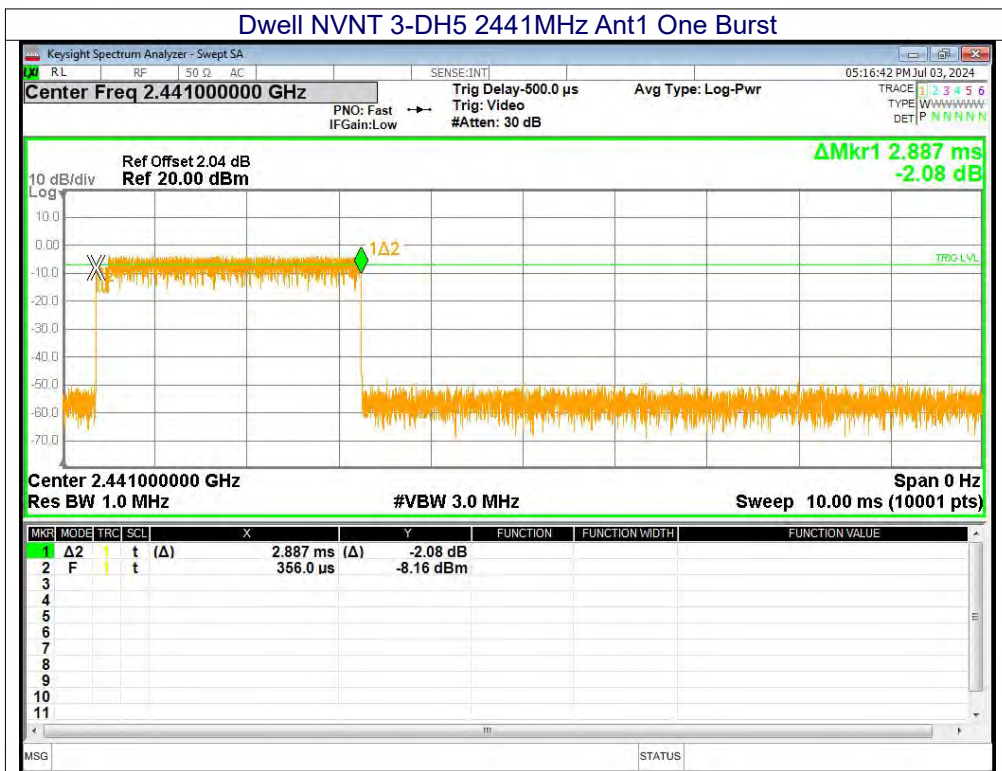 Dwell NVNT 3-DH5 2441MHz Ant1 One Burst
Keysight Spectrum Analyzer - Swept SA
LXI RL RF 50 Ω AC SENSE:INT 05:16:42 PM Jul 03, 2024
Center Freq 2.441000000 GHz
PNO: Fast
IFGain:Low
Trig Delay-500.0 µs
Trig: Video
#Atten: 30 dB
Avg Type: Log-Pwr
TRACE 1 2 3 4 5 6
TYPE WWWWWWW
DET P N N N N N
ΔMkr1 2.887 ms
-2.08 dB
Ref Offset 2.04 dB
10 dB/div Ref 20.00 dBm
Log
10.0
0.00
-10.0
-20.0
-30.0
-40.0
-50.0
-60.0
-70.0
1Δ2
TRIG LVL
Center 2.441000000 GHz Span 0 Hz
Res BW 1.0 MHz #VBW 3.0 MHz Sweep 10.00 ms (10001 pts)
MKR MODE TRC SCL X Y FUNCTION FUNCTION WIDTH FUNCTION VALUE
1 Δ2 1 t (Δ) 2.887 ms (Δ) -2.08 dB
2 F 1 t 356.0 µs -8.16 dBm
3
4
5
6
7
8
9
10
11
MSG STATUS